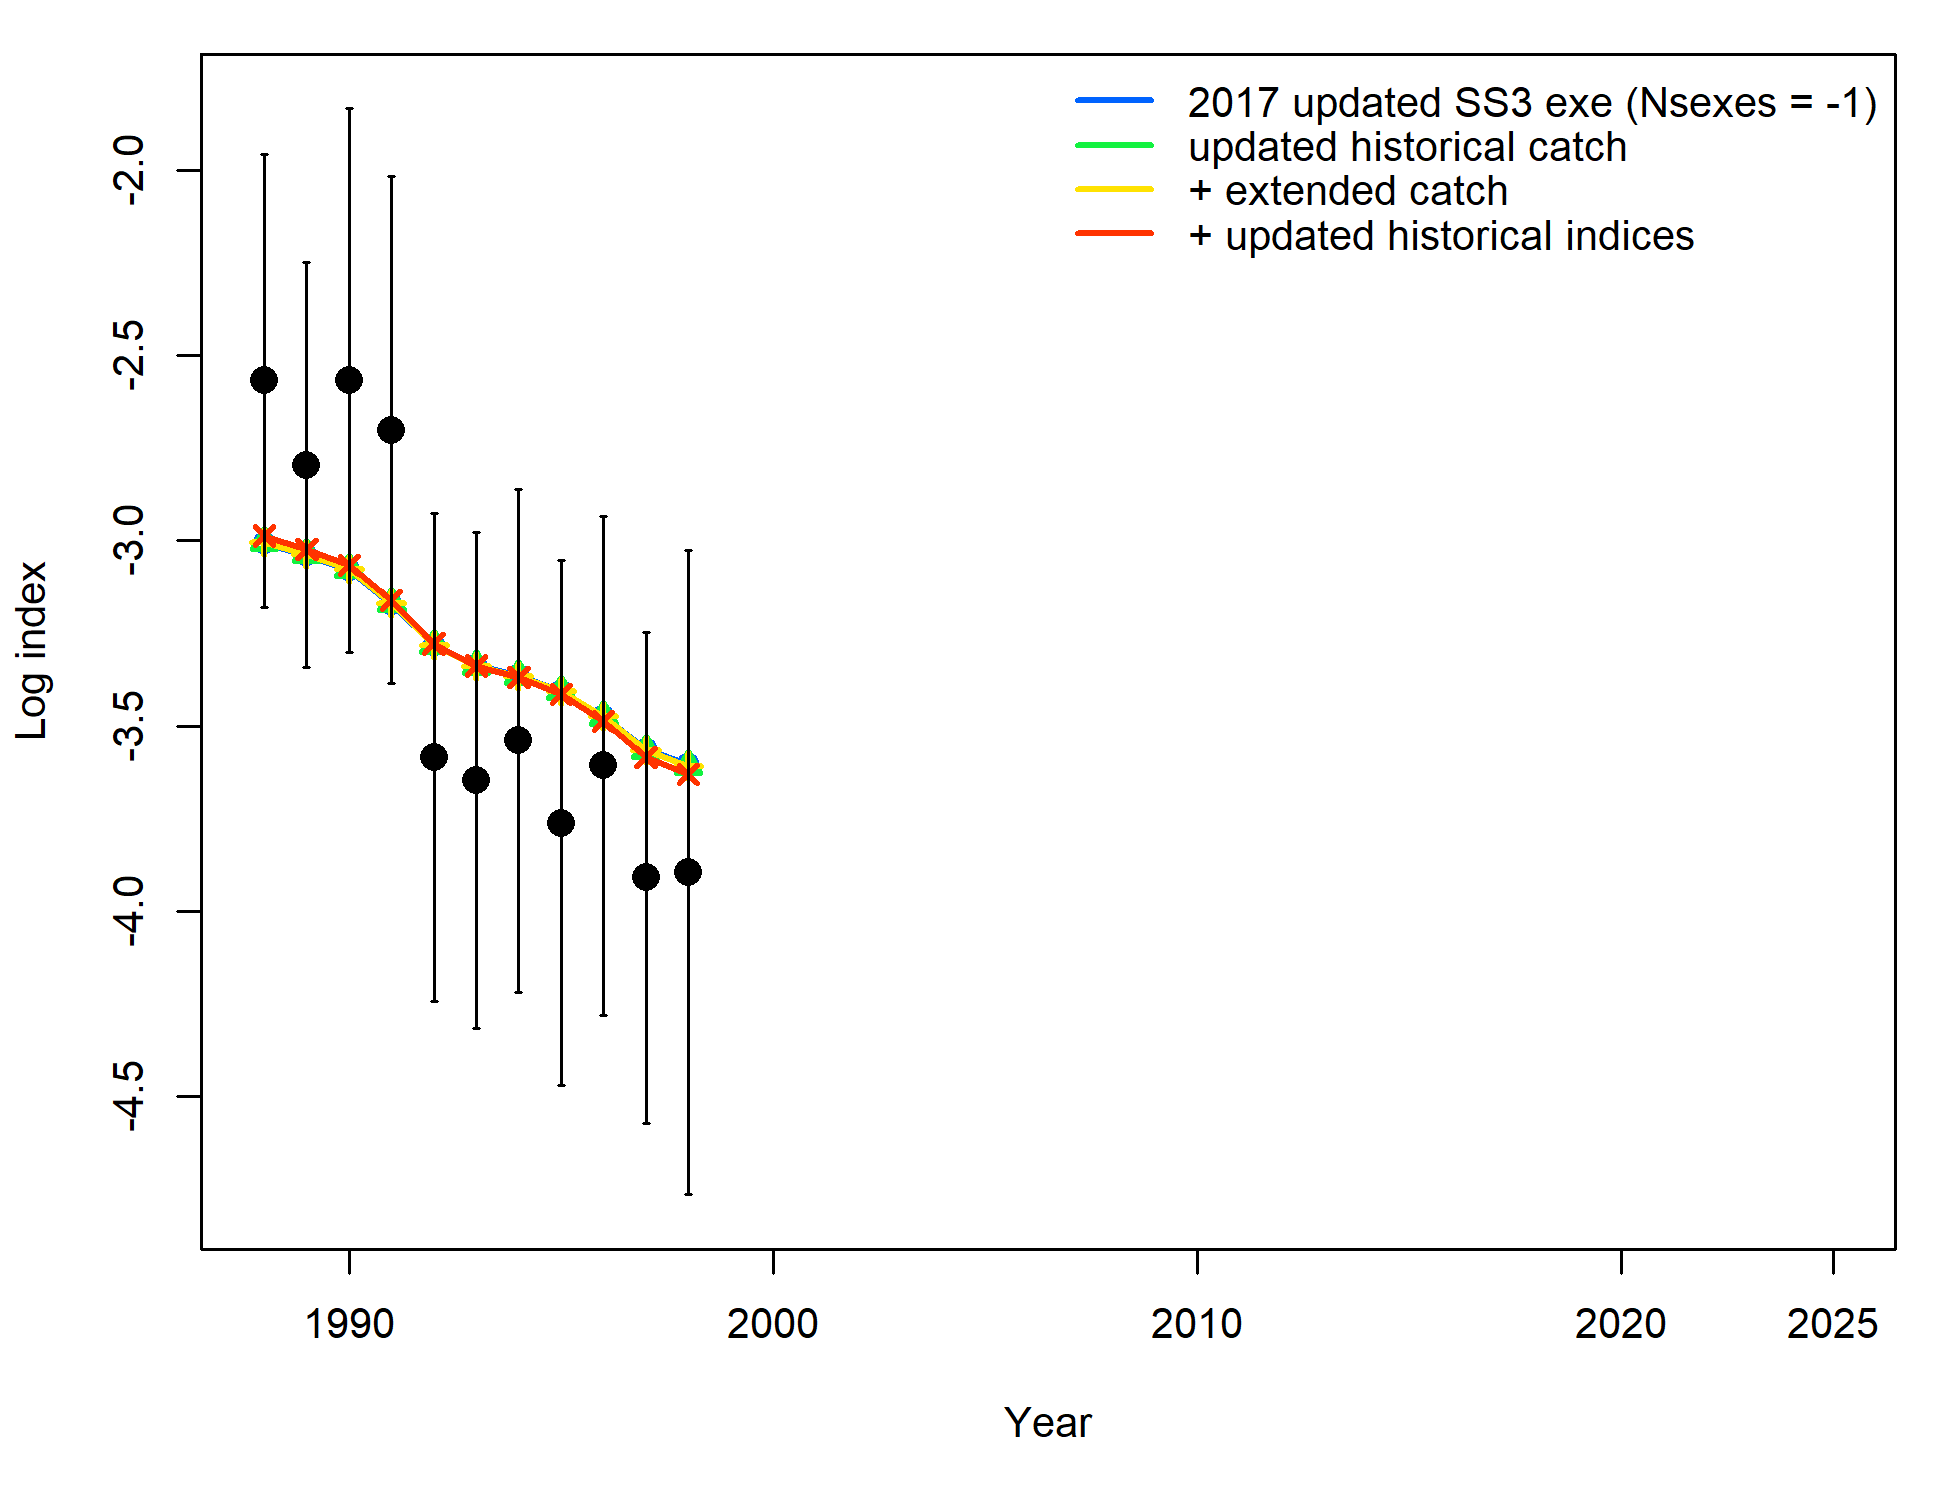 2017 updated SS3 exe (Nsexes = -1)
updated historical catch
+ extended catch
+ updated historical indices
Log index
-2.0
-2.5
-3.0
-3.5
-4.0
-4.5
1990 2000 2010 2020 2025
Year